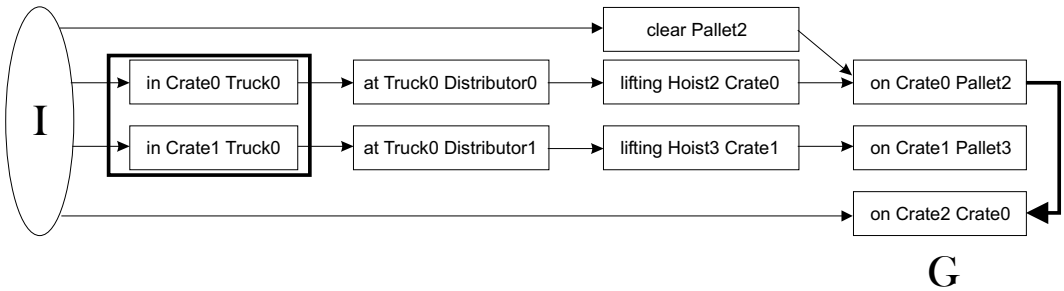 clear Pallet2
I
in Crate0 Truck0
at Truck0 Distributor0
lifting Hoist2 Crate0
on Crate0 Pallet2
in Crate1 Truck0
at Truck0 Distributor1
lifting Hoist3 Crate1
on Crate1 Pallet3
on Crate2 Crate0
G